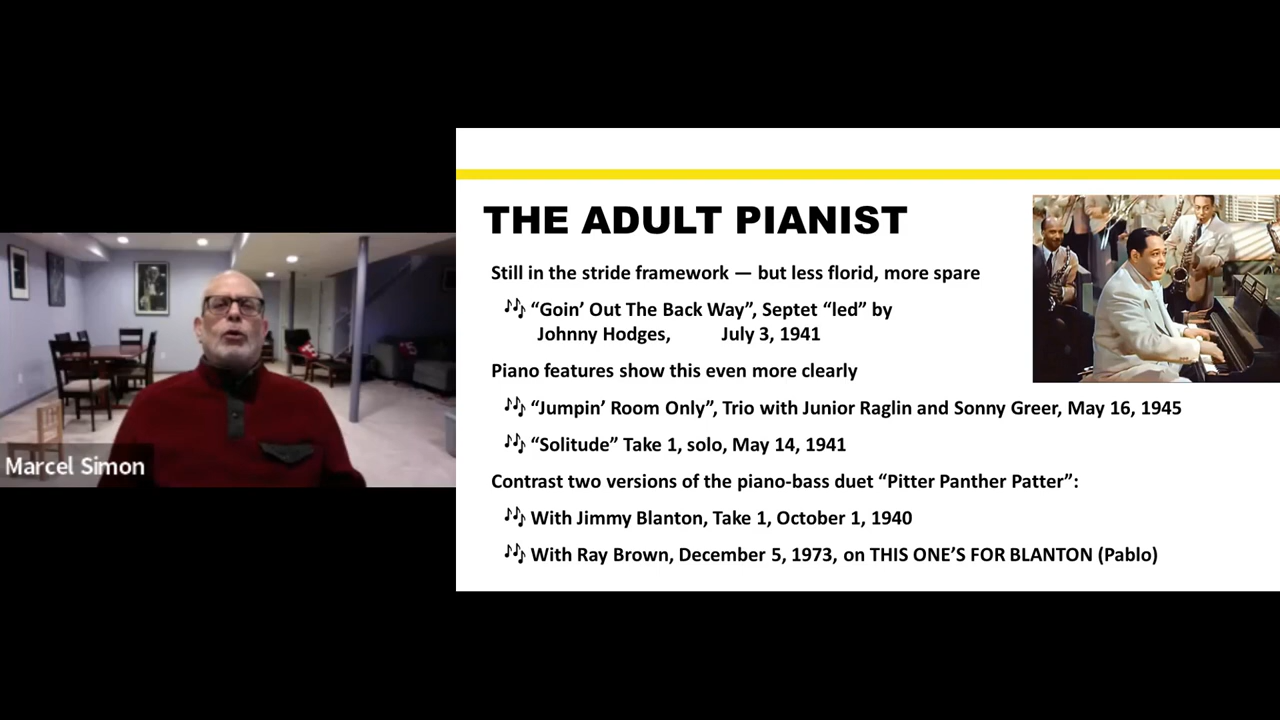 THE ADULT PIANIST
Still in the stride framework — but less florid, more spare
“Goin’ Out The Back Way”, Septet “led” by
Johnny Hodges, July 3, 1941
Piano features show this even more clearly
“Jumpin’ Room Only”, Trio with Junior Raglin and Sonny Greer, May 16, 1945
“Solitude” Take 1, solo, May 14, 1941
Contrast two versions of the piano-bass duet “Pitter Panther Patter”:
With Jimmy Blanton, Take 1, October 1, 1940
With Ray Brown, December 5, 1973, on THIS ONE’S FOR BLANTON (Pablo)
Marcel Simon